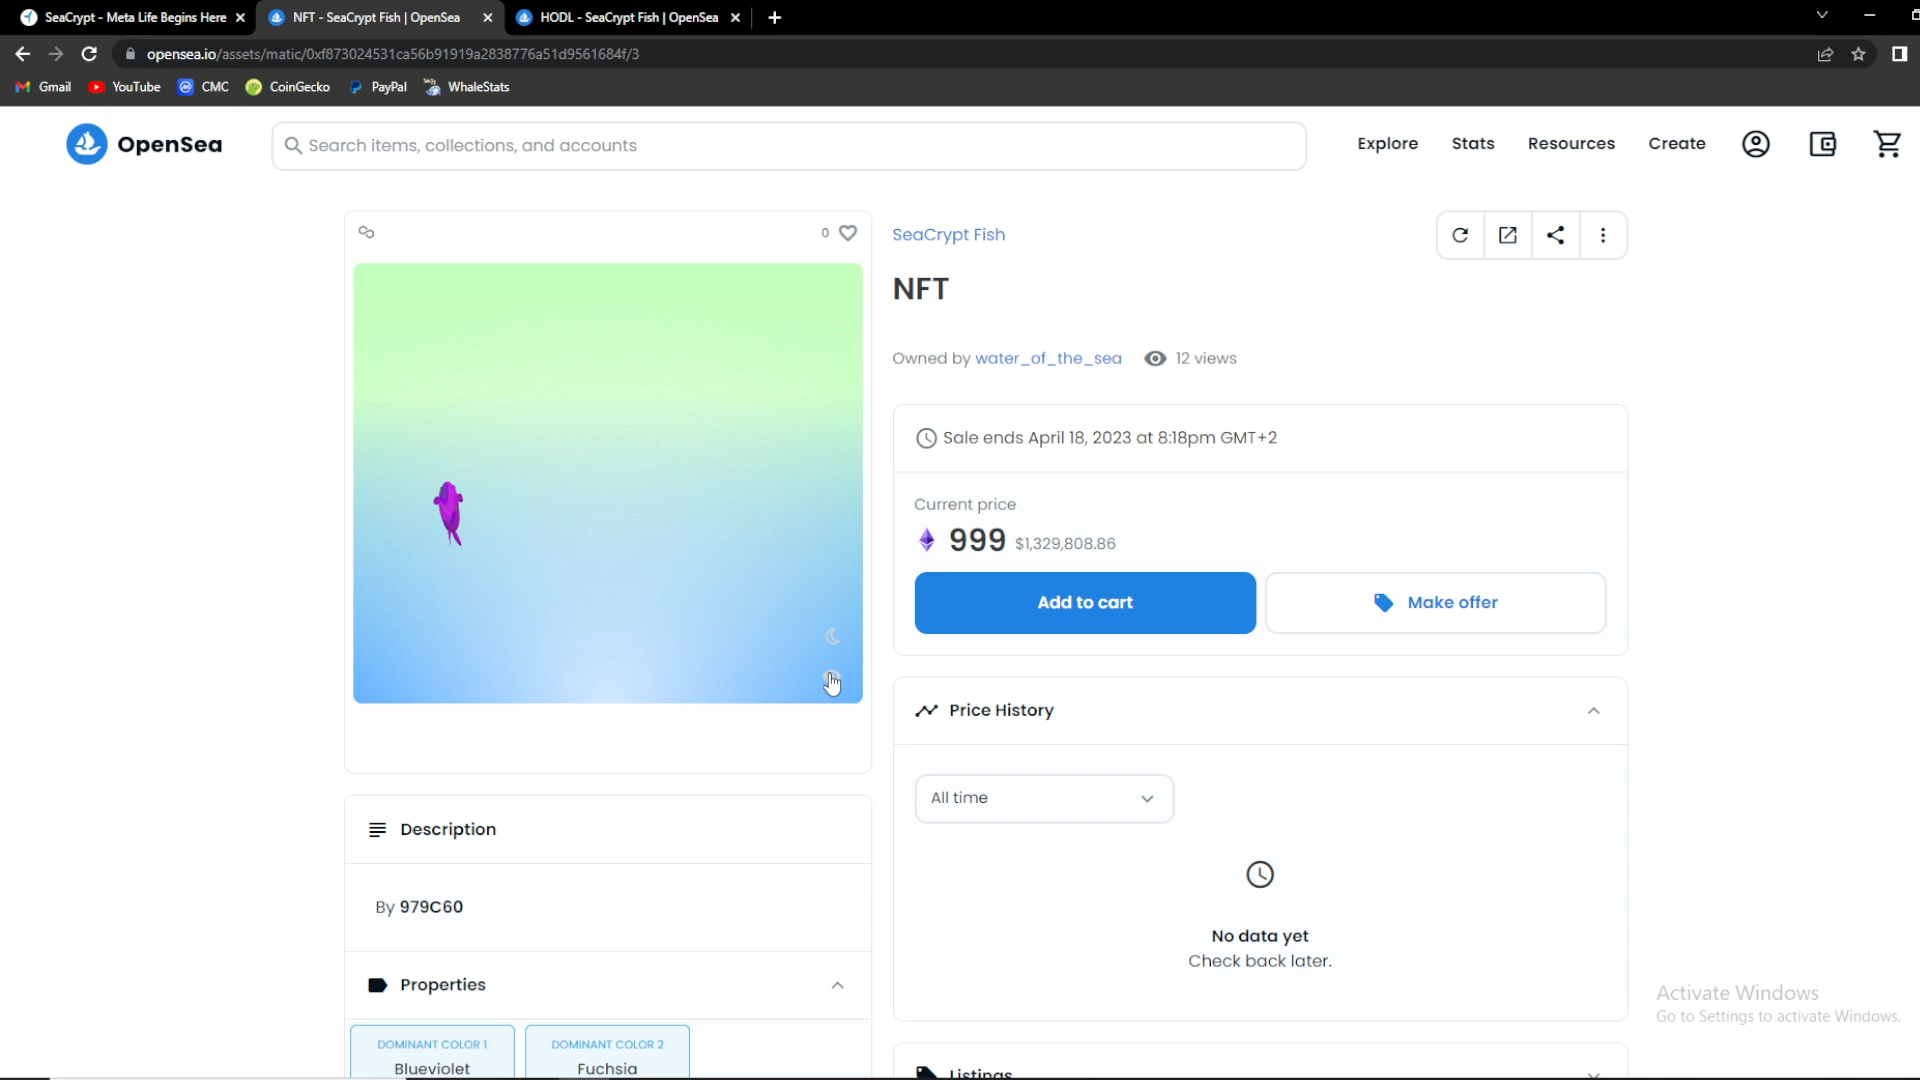 SeaCrypt - Meta Life Begins Here
NFT - SeaCrypt Fish | OpenSea
HODL - SeaCrypt Fish | OpenSea
opensea.io/assets/matic/0xf873024531ca56b91919a2838776a51d9561684f/3
Gmail
YouTube
CMC
CoinGecko
PayPal
WhaleStats
OpenSea
Search items, collections, and accounts
Explore
Stats
Resources
Create
0
SeaCrypt Fish
NFT
Owned by water_of_the_sea
12 views
Sale ends April 18, 2023 at 8:18pm GMT+2
Current price
999 $1,329,808.86
Add to cart
Make offer
Price History
All time
No data yet
Check back later.
Description
By 979C60
Properties
DOMINANT COLOR 1
Blueviolet
DOMINANT COLOR 2
Fuchsia
Listings
Activate Windows
Go to Settings to activate Windows.